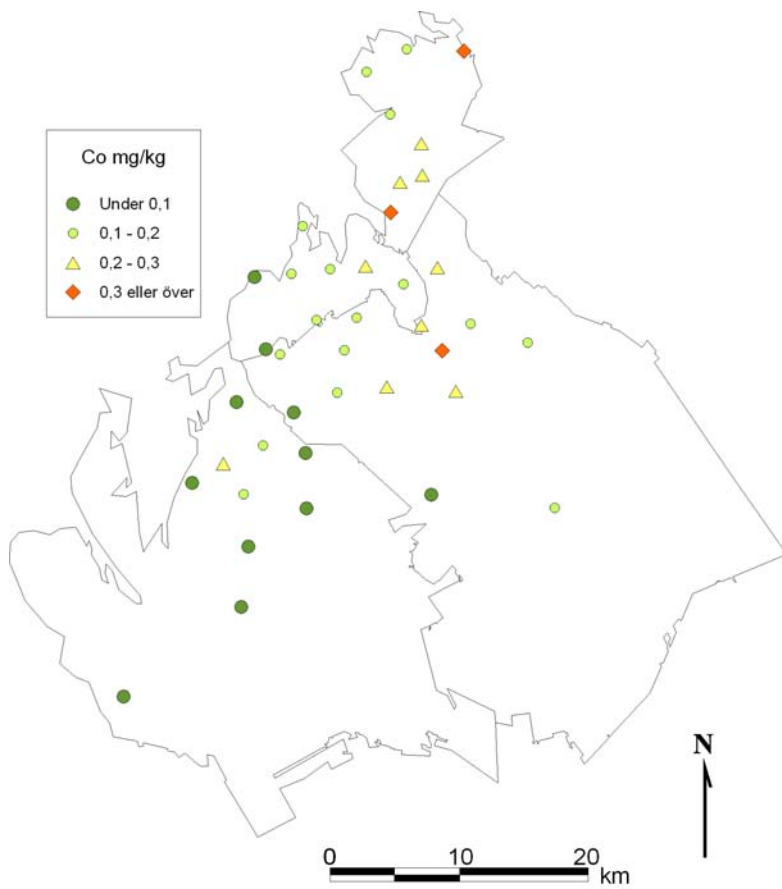 Co mg/kg
Under 0,1
0,1 - 0,2
0,2 - 0,3
0,3 eller över
N
0 10 20
km